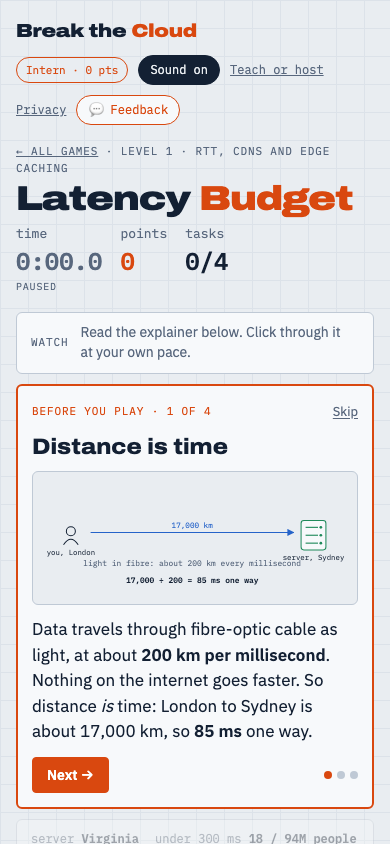 Break the Cloud
Intern · 0 pts
Sound on
Teach or host
Privacy
💬 Feedback
← ALL GAMES · LEVEL 1 · RTT, CDNS AND EDGE
CACHING
Latency Budget
time points tasks
0:00.0 0 0/4
PAUSED
WATCH
Read the explainer below. Click through it
at your own pace.
BEFORE YOU PLAY · 1 OF 4
Skip
Distance is time
17,000 km
you, London
server, Sydney
light in fibre: about 200 km every millisecond
17,000 ÷ 200 = 85 ms one way
Data travels through fibre-optic cable as
light, at about 200 km per millisecond.
Nothing on the internet goes faster. So
distance is time: London to Sydney is
about 17,000 km, so 85 ms one way.
Next →
server Virginia under 300 ms 18 / 94M people